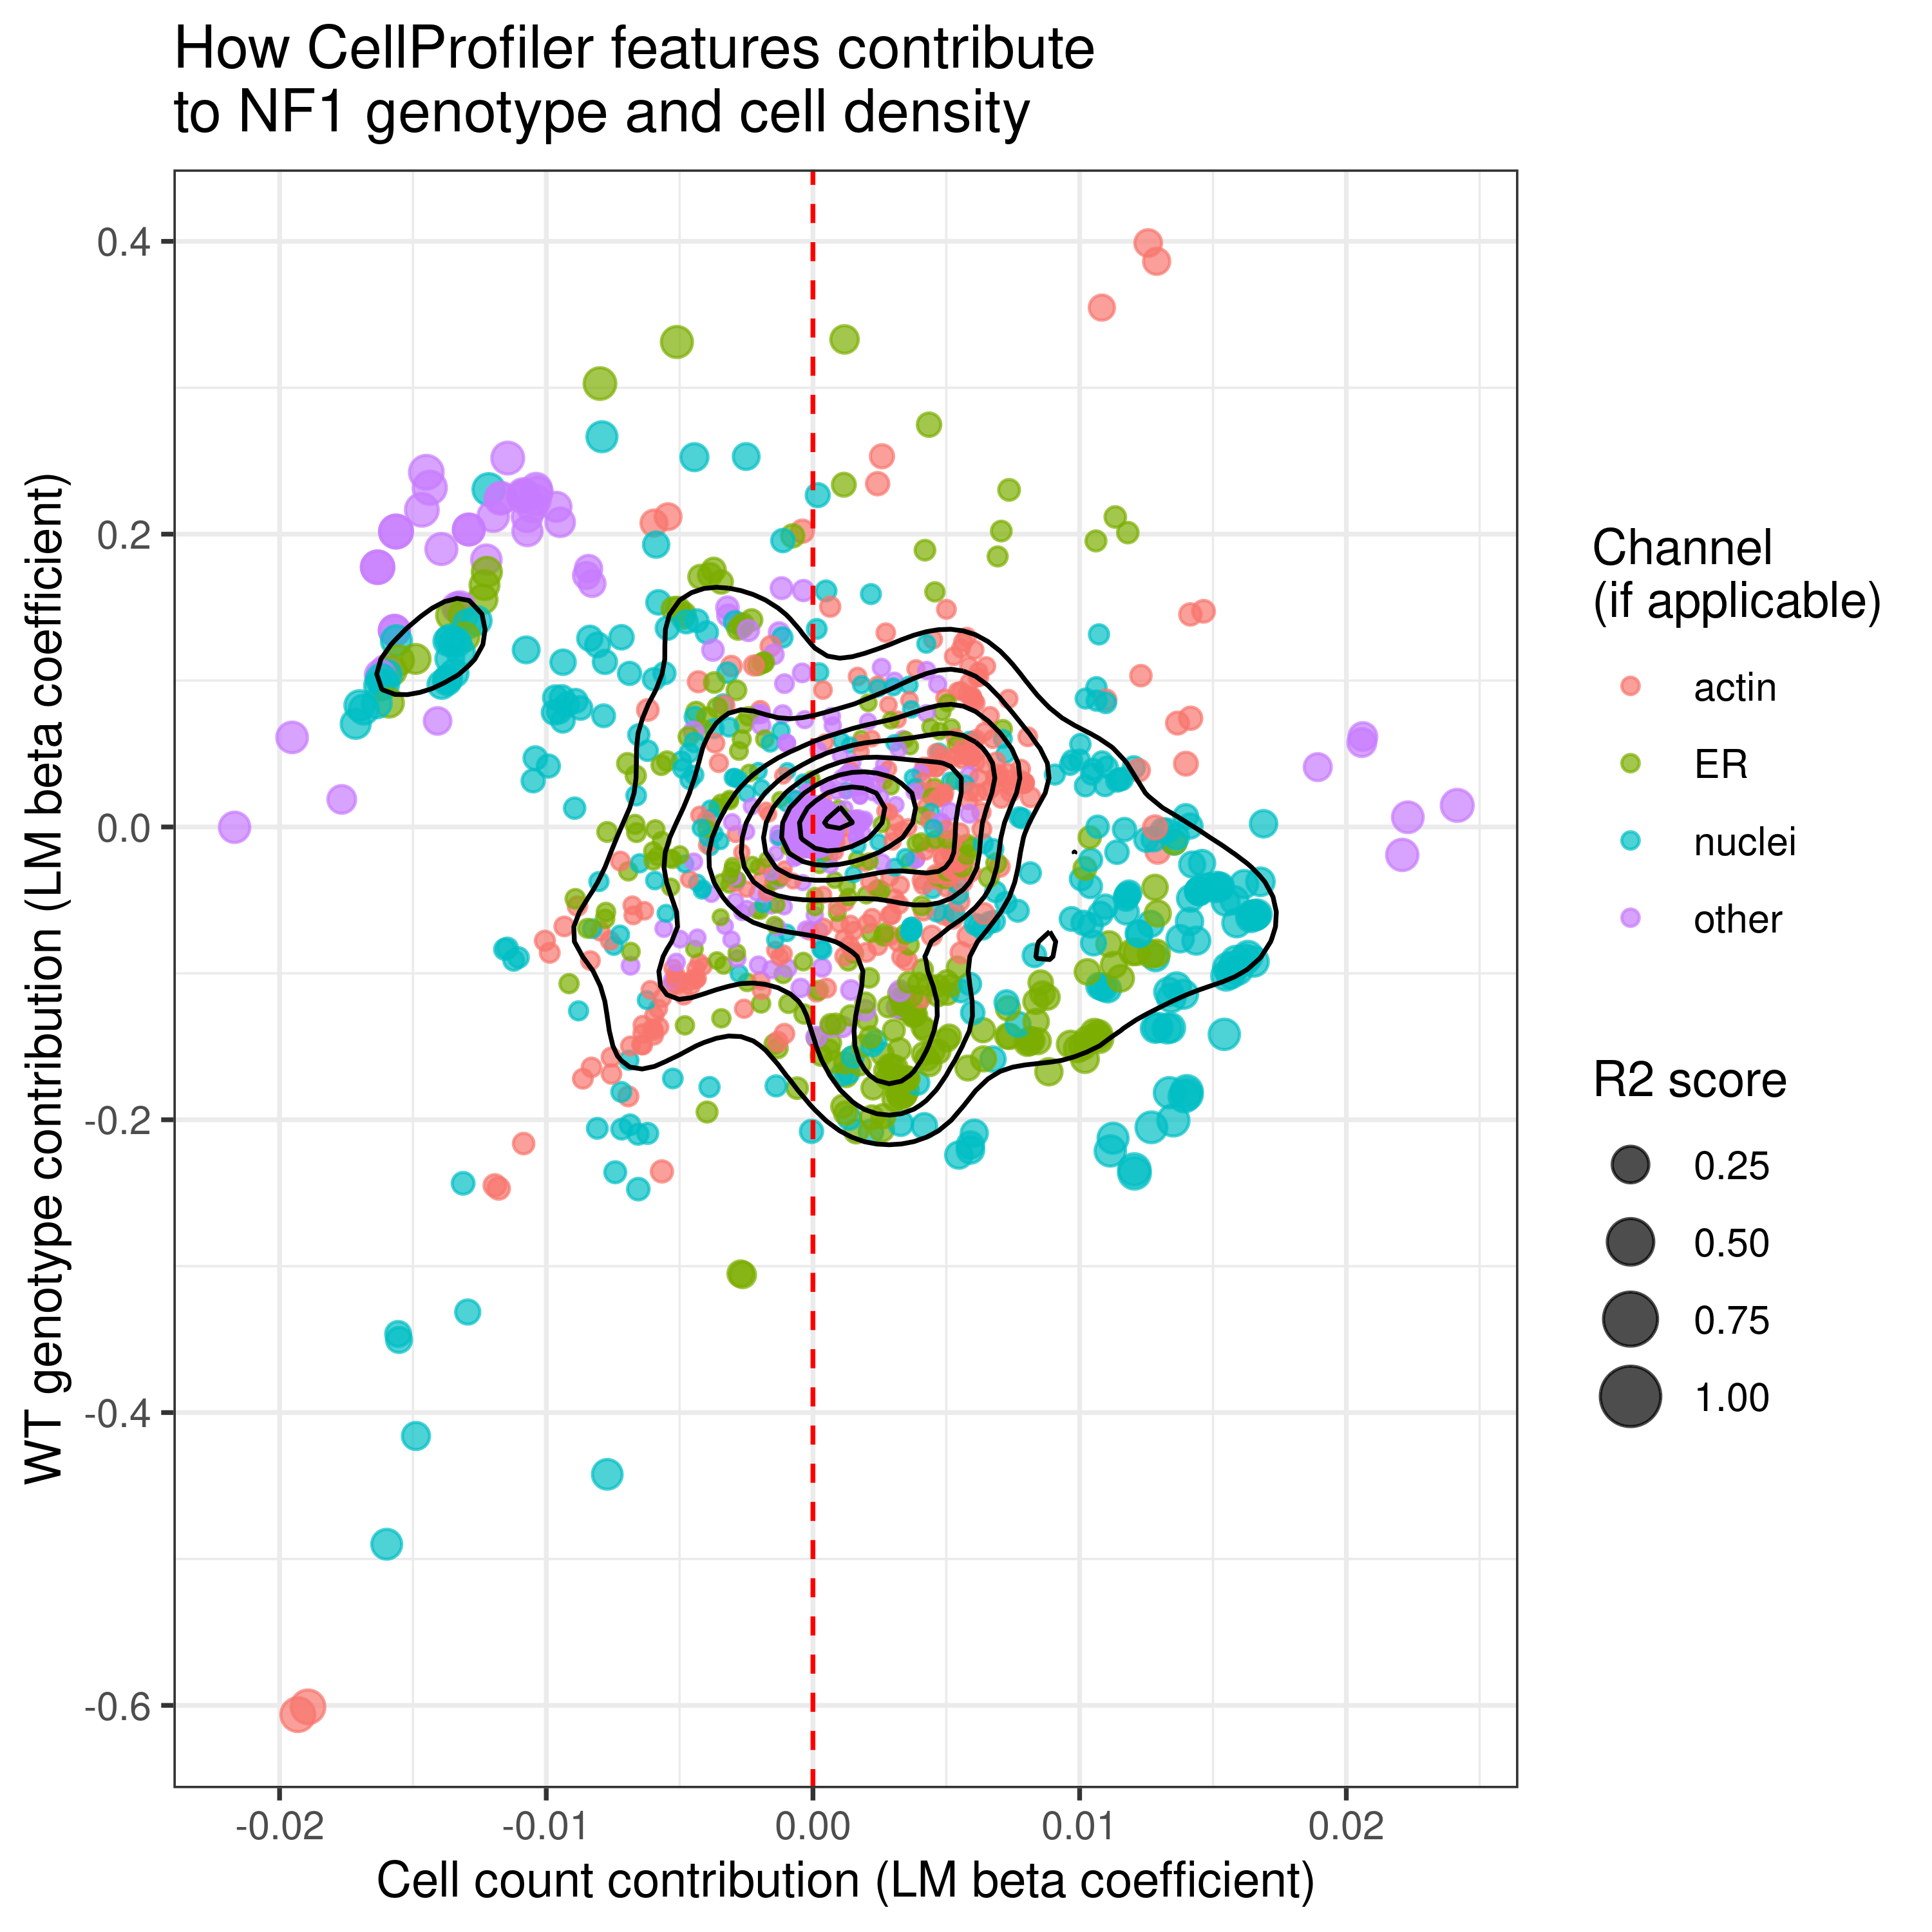 How CellProfiler features contribute
to NF1 genotype and cell density
WT genotype contribution (LM beta coefficient)
0.4
0.2
0.0
-0.2
-0.4
-0.6
-0.02
-0.01
0.00
0.01
0.02
Cell count contribution (LM beta coefficient)
Channel
(if applicable)
actin
ER
nuclei
other
R2 score
0.25
0.50
0.75
1.00